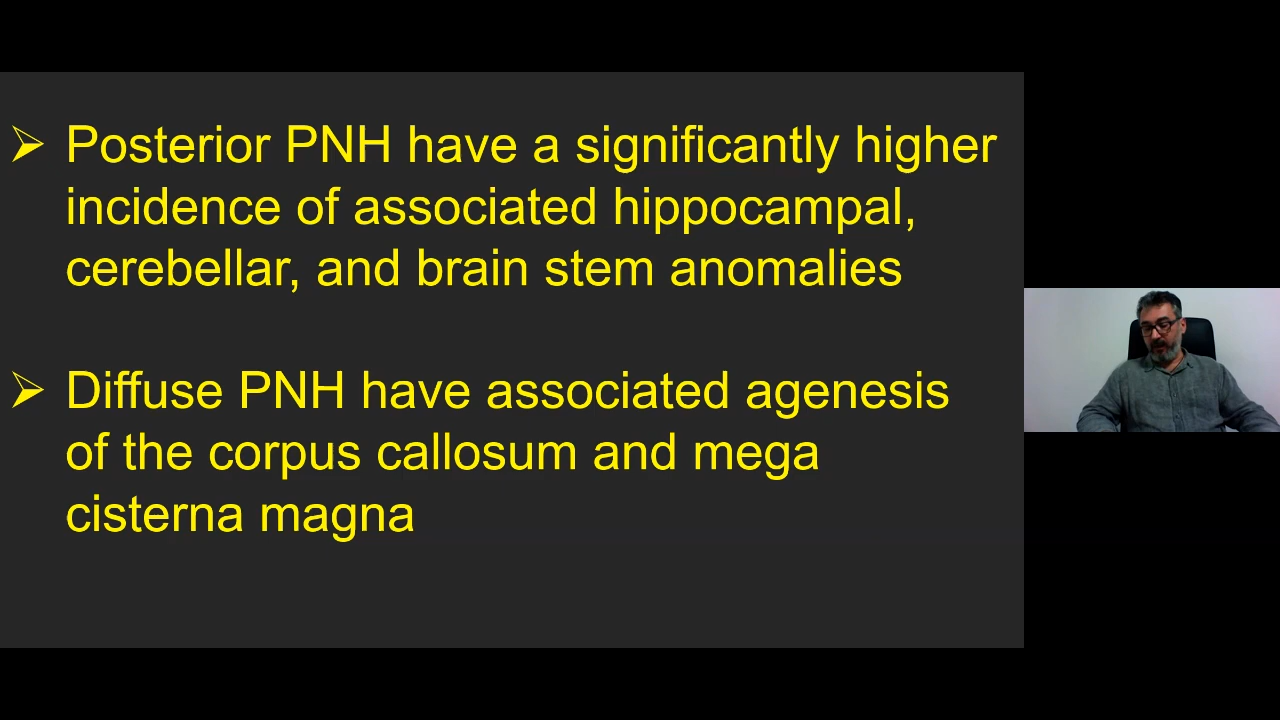 ➢ Posterior PNH have a significantly higher
incidence of associated hippocampal,
cerebellar, and brain stem anomalies
➢ Diffuse PNH have associated agenesis
of the corpus callosum and mega
cisterna magna